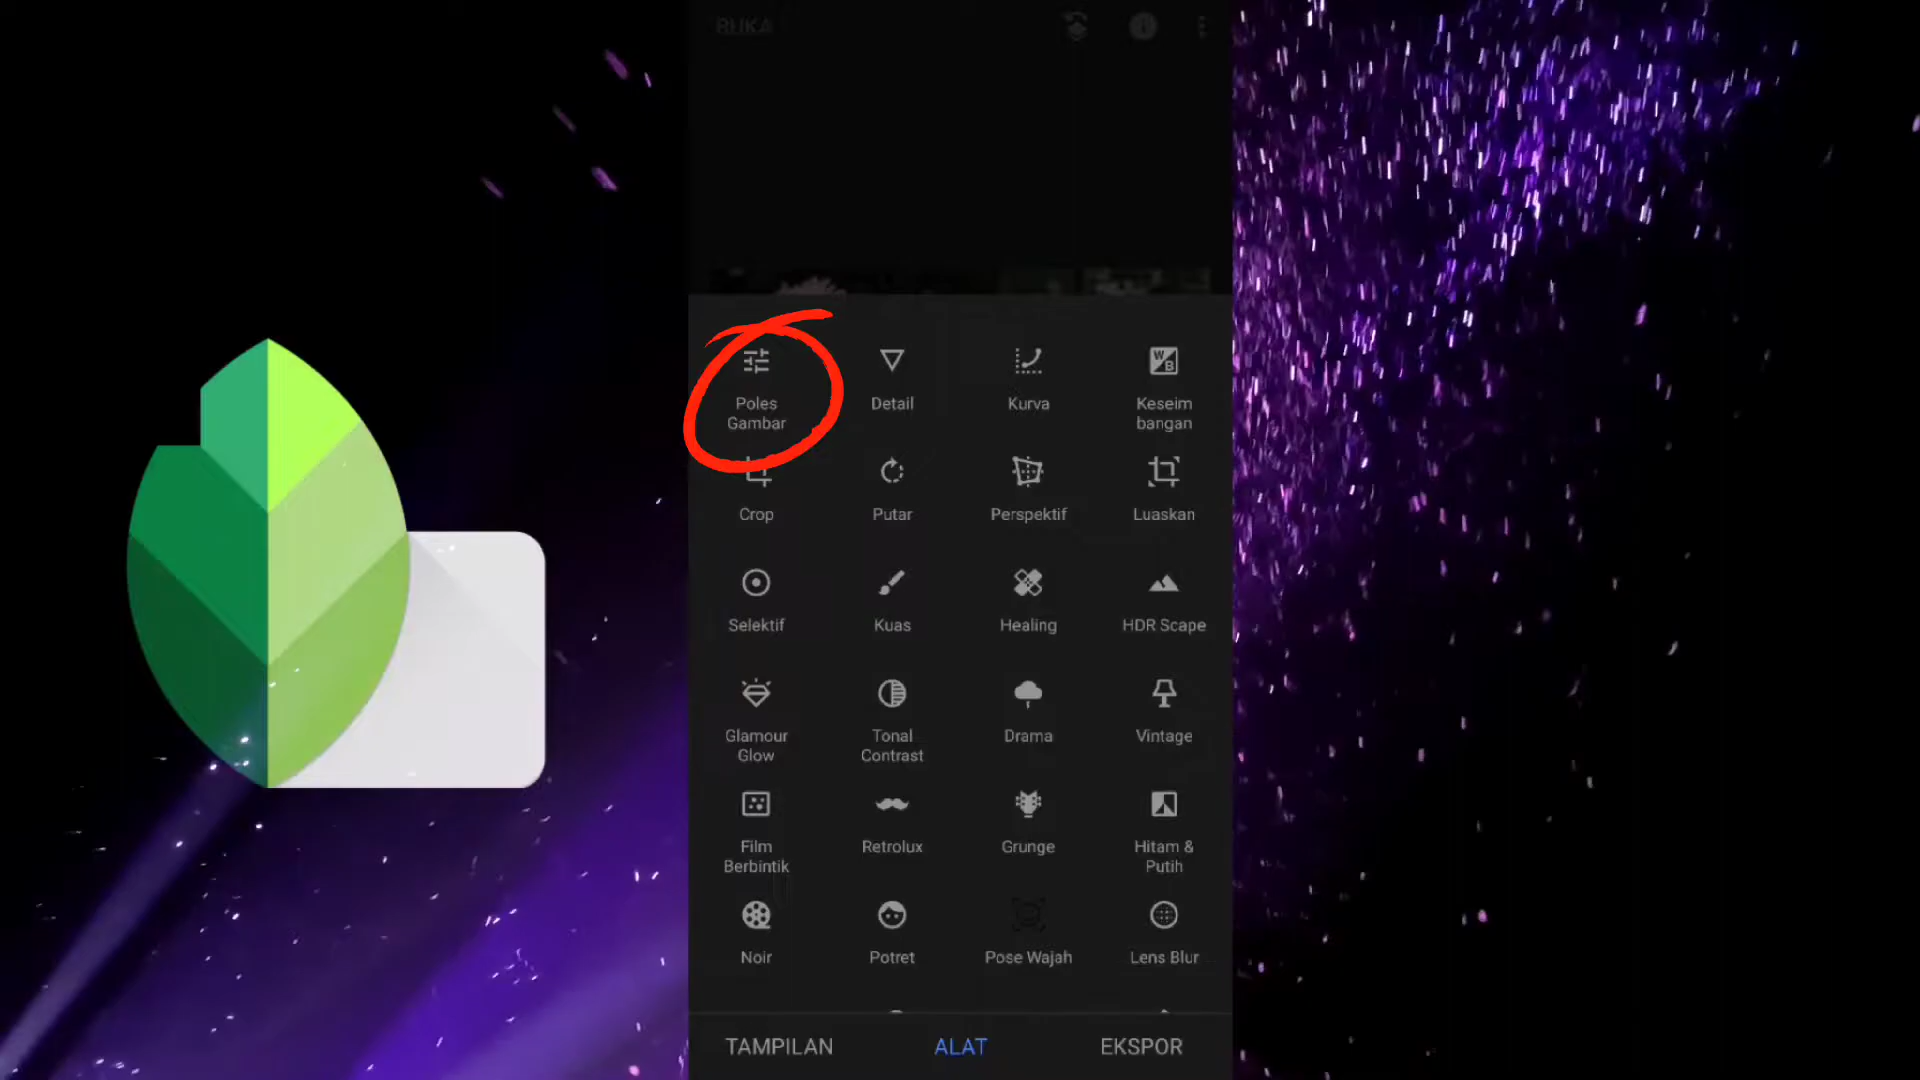 BUKA
Poles
Gambar
Detail
Kurva
Keseim
bangan
Crop
Putar
Perspektif
Luaskan
Selektif
Kuas
Healing
HDR Scape
Glamour
Glow
Tonal
Contrast
Drama
Vintage
Film
Berbintik
Retrolux
Grunge
Hitam &
Putih
Noir
Potret
Pose Wajah
Lens Blur
TAMPILAN
ALAT
EKSPOR